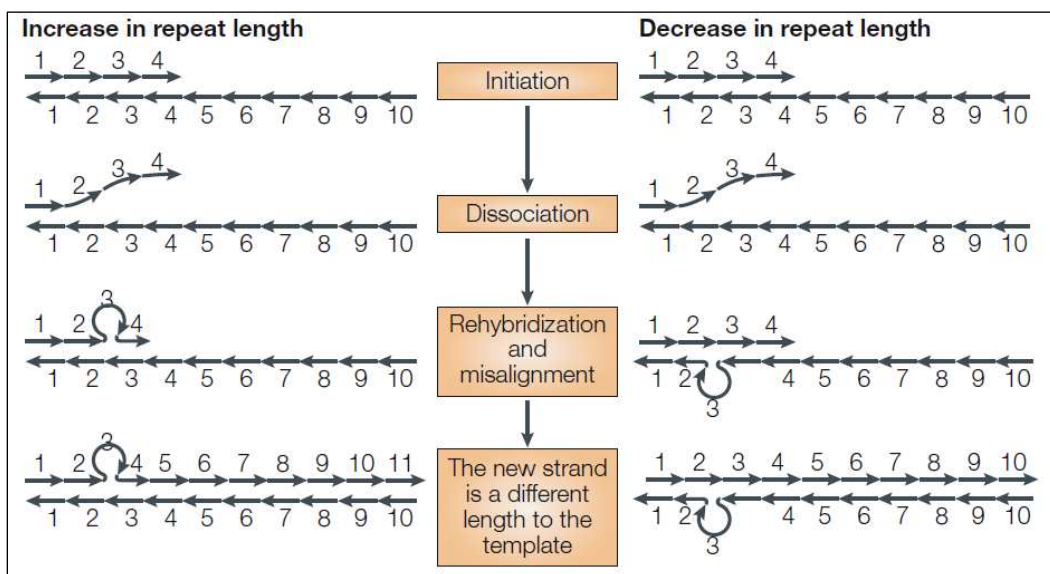 Increase in repeat length
Decrease in repeat length
1 2 3 4
1 2 3 4 5 6 7 8 9 10
Initiation
1 2 3 4
1 2 3 4 5 6 7 8 9 10
1 2 3 4
1 2 3 4 5 6 7 8 9 10
Dissociation
1 2 3 4
1 2 3 4 5 6 7 8 9 10
3
1 2 4
1 2 3 4 5 6 7 8 9 10
Rehybridization
and
misalignment
1 2 3 4
1 2 4 5 6 7 8 9 10
3
3
1 2 4 5 6 7 8 9 10 11
1 2 3 4 5 6 7 8 9 10
The new strand
is a different
length to the
template
1 2 3 4 5 6 7 8 9 10
1 2 4 5 6 7 8 9 10
3